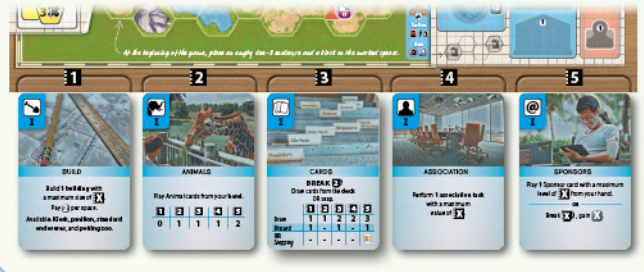 At the beginning of the game, place an empty size-3 enclosure and a kiosk on the marked spaces.
1
2
3
4
5
I
BUILD
Build 1 building with
a maximum size of X
Pay 2 per space.
Available: Kiosk, pavilion, standard
enclosures, and petting zoo.
I
ANIMALS
Play Animal cards from your hand.
1 2 3 4 5
0 1 1 1 2
I
CARDS
BREAK 2!
Draw cards from the deck
OR snap.
1 2 3 4 5
Draw 1 1 2 2 3
Discard 1 - 1 - 1
OR
Snapping - - - -
I
ASSOCIATION
Perform 1 association task
with a maximum
value of X
@
I
SPONSORS
Play 1 Sponsor card with a maximum
level of X from your hand.
OR
Break X, gain X.